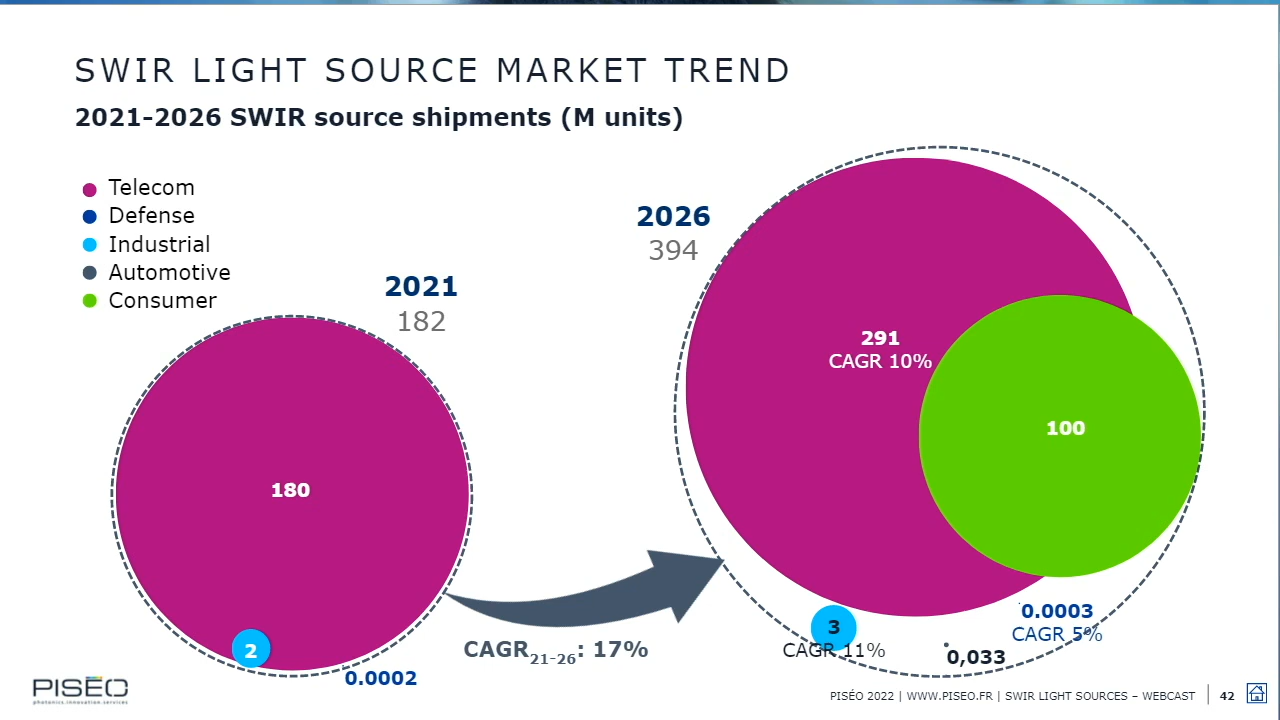 SWIR LIGHT SOURCE MARKET TREND
2021-2026 SWIR source shipments (M units)
Telecom
Defense
Industrial
Automotive
Consumer
2021
182
2026
394
180
2
0.0002
CAGR21-26: 17%
291
CAGR 10%
100
3
CAGR 11%
0,033
0.0003
CAGR 5%
PISÉO
photonics.innovation.services
PISÉO 2022 | WWW.PISEO.FR | SWIR LIGHT SOURCES – WEBCAST
42